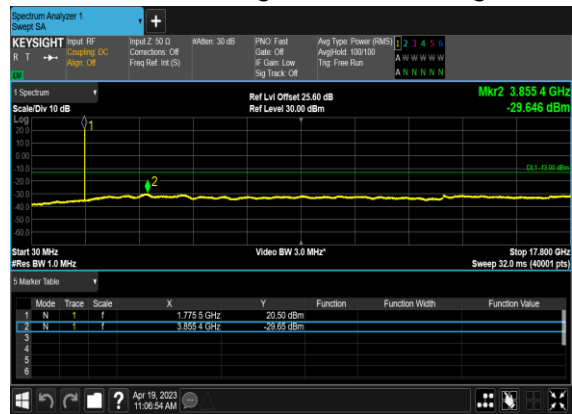 Spectrum Analyzer 1
Swept SA
+
KEYSIGHT Input: RF Input Z: 50 Ω #Atten: 30 dB PNO: Fast Avg Type: Power (RMS) 1 2 3 4 5 6
R T Coupling: DC Corrections: Off Gate: Off Avg|Hold: 100/100 A W W W W W
Align: Off Freq Ref: Int (S) IF Gain: Low Trig: Free Run
Sig Track: Off A N N N N N
1 Spectrum Ref Lvl Offset 25.60 dB Mkr2 3.855 4 GHz
Scale/Div 10 dB Ref Level 30.00 dBm -29.646 dBm
Log
20.0
10.0
0.00
-10.0
-20.0
-30.0
-40.0
-50.0
-60.0
1
2
DL1 -13.00 dBm
Start 30 MHz Video BW 3.0 MHz* Stop 17.800 GHz
#Res BW 1.0 MHz Sweep 32.0 ms (40001 pts)
5 Marker Table
Mode Trace Scale X Y Function Function Width Function Value
1 N 1 f 1.775 5 GHz 20.50 dBm
2 N 1 f 3.855 4 GHz -29.65 dBm
3
4
5
6
? Apr 19, 2023
11:06:54 AM